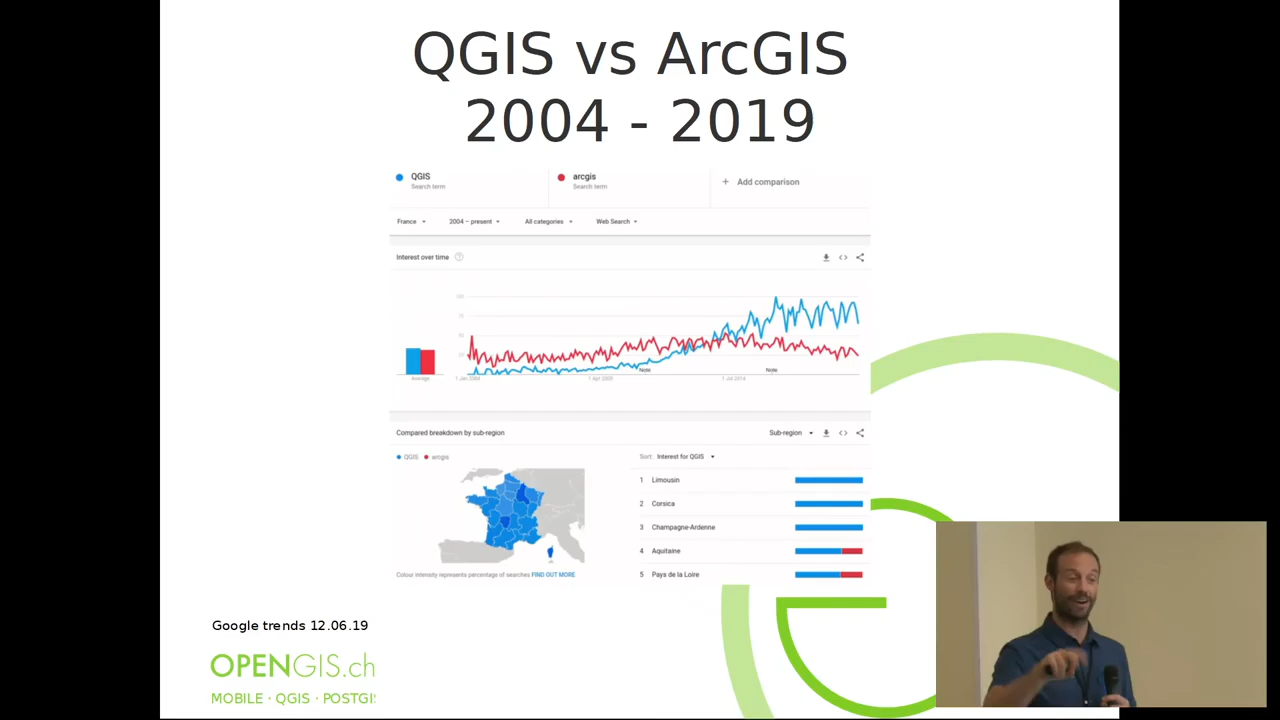 QGIS vs ArcGIS
2004 - 2019
QGIS
Search term
arcgis
Search term
+ Add comparison
France
2004 – present
All categories
Web Search
Interest over time
100
75
50
25
Note
Note
Average
1 Jan 2004
1 Apr 2009
1 Jul 2014
Compared breakdown by sub-region
Sub-region
QGIS arcgis
Sort: Interest for QGIS
1 Limousin
2 Corsica
3 Champagne-Ardenne
4 Aquitaine
5 Pays de la Loire
Colour intensity represents percentage of searches FIND OUT MORE
Google trends 12.06.19
OPENGIS.ch
MOBILE · QGIS · POSTGI